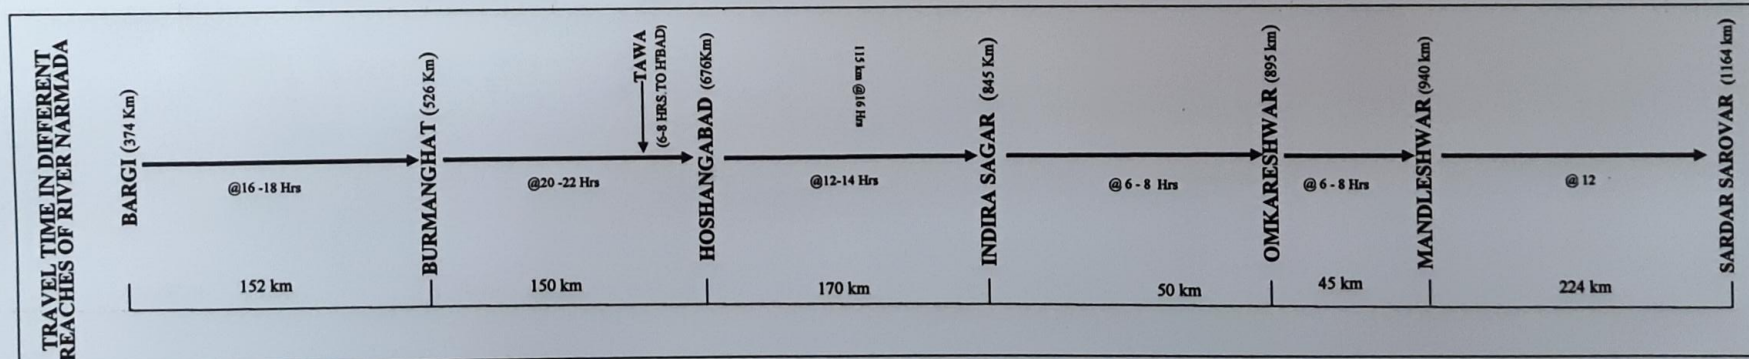 TRAVEL TIME IN DIFFERENT
REACHES OF RIVER NARMADA
BARGI (374 Km)
@16 -18 Hrs
152 km
BURMANGHAT (526 Km)
@20 -22 Hrs
150 km
TAWA
(6-8 HRS. TO H'BAD)
HOSHANGABAD (676Km)
115 km @16 Hrs
@12-14 Hrs
170 km
INDIRA SAGAR (845 Km)
@ 6 - 8 Hrs
50 km
OMKARESHWAR (895 km)
@ 6 - 8 Hrs
45 km
MANDLESHWAR (940 km)
@ 12
224 km
SARDAR SAROVAR (1164 km)